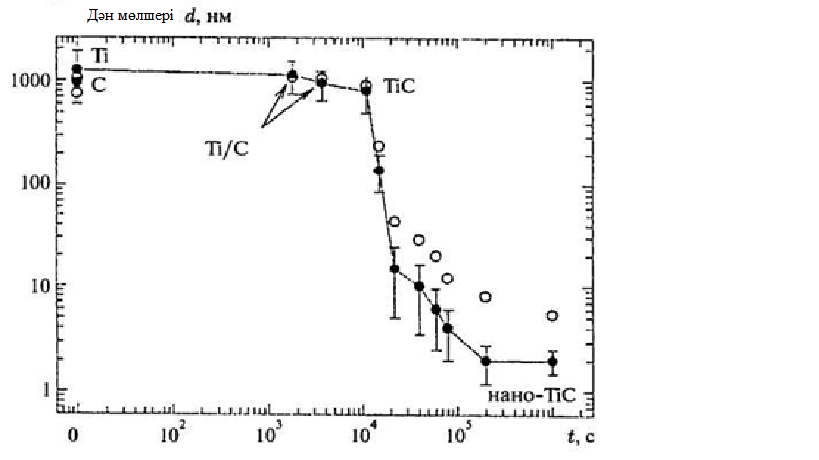 Дән мөлшері d, нм
Ti
1000
C
TiC
Ti/C
100
10
1
нано-TiC
0 10² 10³ 10⁴ 10⁵ t, с